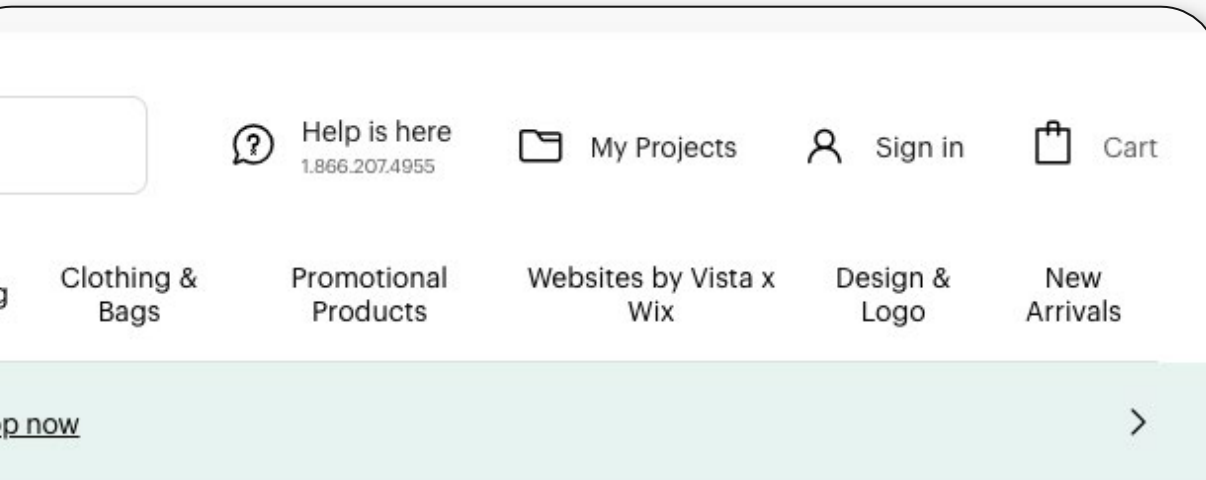 Help is here
1.866.207.4955
My Projects
Sign in
Cart
Clothing &
Bags
Promotional
Products
Websites by Vista x
Wix
Design &
Logo
New
Arrivals
now